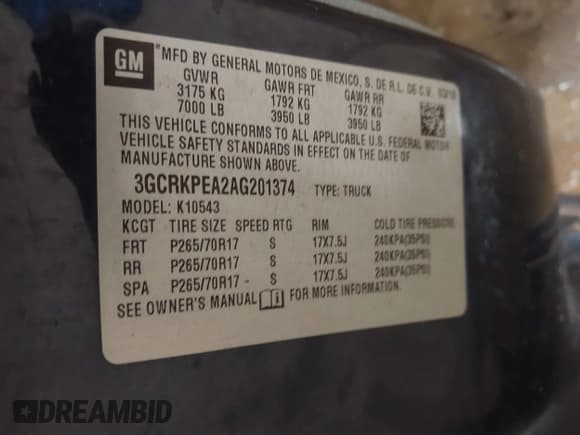 GM
*MFD BY GENERAL MOTORS DE MEXICO, S. DE R.L. DE C.V. 03/10
GVWR GAWR FRT GAWR RR
3175 KG 1792 KG 1792 KG
7000 LB 3950 LB 3950 LB
THIS VEHICLE CONFORMS TO ALL APPLICABLE U.S. FEDERAL MOTOR
VEHICLE SAFETY STANDARDS IN EFFECT ON THE DATE OF
MANUFACTURE SHOWN ABOVE.
3GCRKPEA2AG201374 TYPE: TRUCK
MODEL: K10543
KCGT TIRE SIZE SPEED RTG RIM COLD TIRE PRESSURE
FRT P265/70R17 S 17X7.5J 240KPA(35PSI)
RR P265/70R17 S 17X7.5J 240KPA(35PSI)
SPA P265/70R17 - S 17X7.5J 240KPA(35PSI)
SEE OWNER'S MANUAL FOR MORE INFORMATION.
DREAMBID